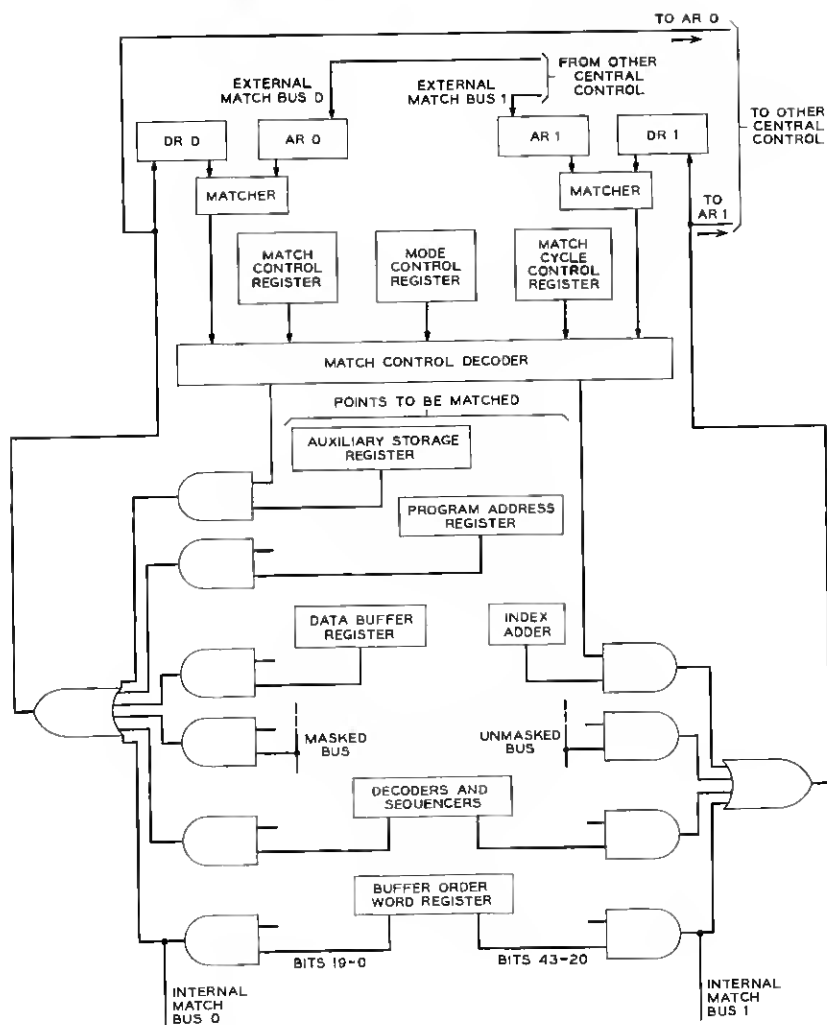 TO AR 0
FROM OTHER
CENTRAL
CONTROL
EXTERNAL
MATCH BUS 0
EXTERNAL
MATCH BUS 1
TO OTHER
CENTRAL
CONTROL
DR 0
AR 0
AR 1
DR 1
MATCHER
MATCHER
TO
AR 1
MATCH
CONTROL
REGISTER
MODE
CONTROL
REGISTER
MATCH
CYCLE
CONTROL
REGISTER
MATCH CONTROL DECODER
POINTS TO BE MATCHED
AUXILIARY STORAGE
REGISTER
PROGRAM ADDRESS
REGISTER
DATA BUFFER
REGISTER
INDEX
ADDER
MASKED
BUS
UNMASKED
BUS
DECODERS AND
SEQUENCERS
BUFFER ORDER
WORD REGISTER
BITS 19-0
BITS 43-20
INTERNAL
MATCH
BUS 0
INTERNAL
MATCH
BUS 1